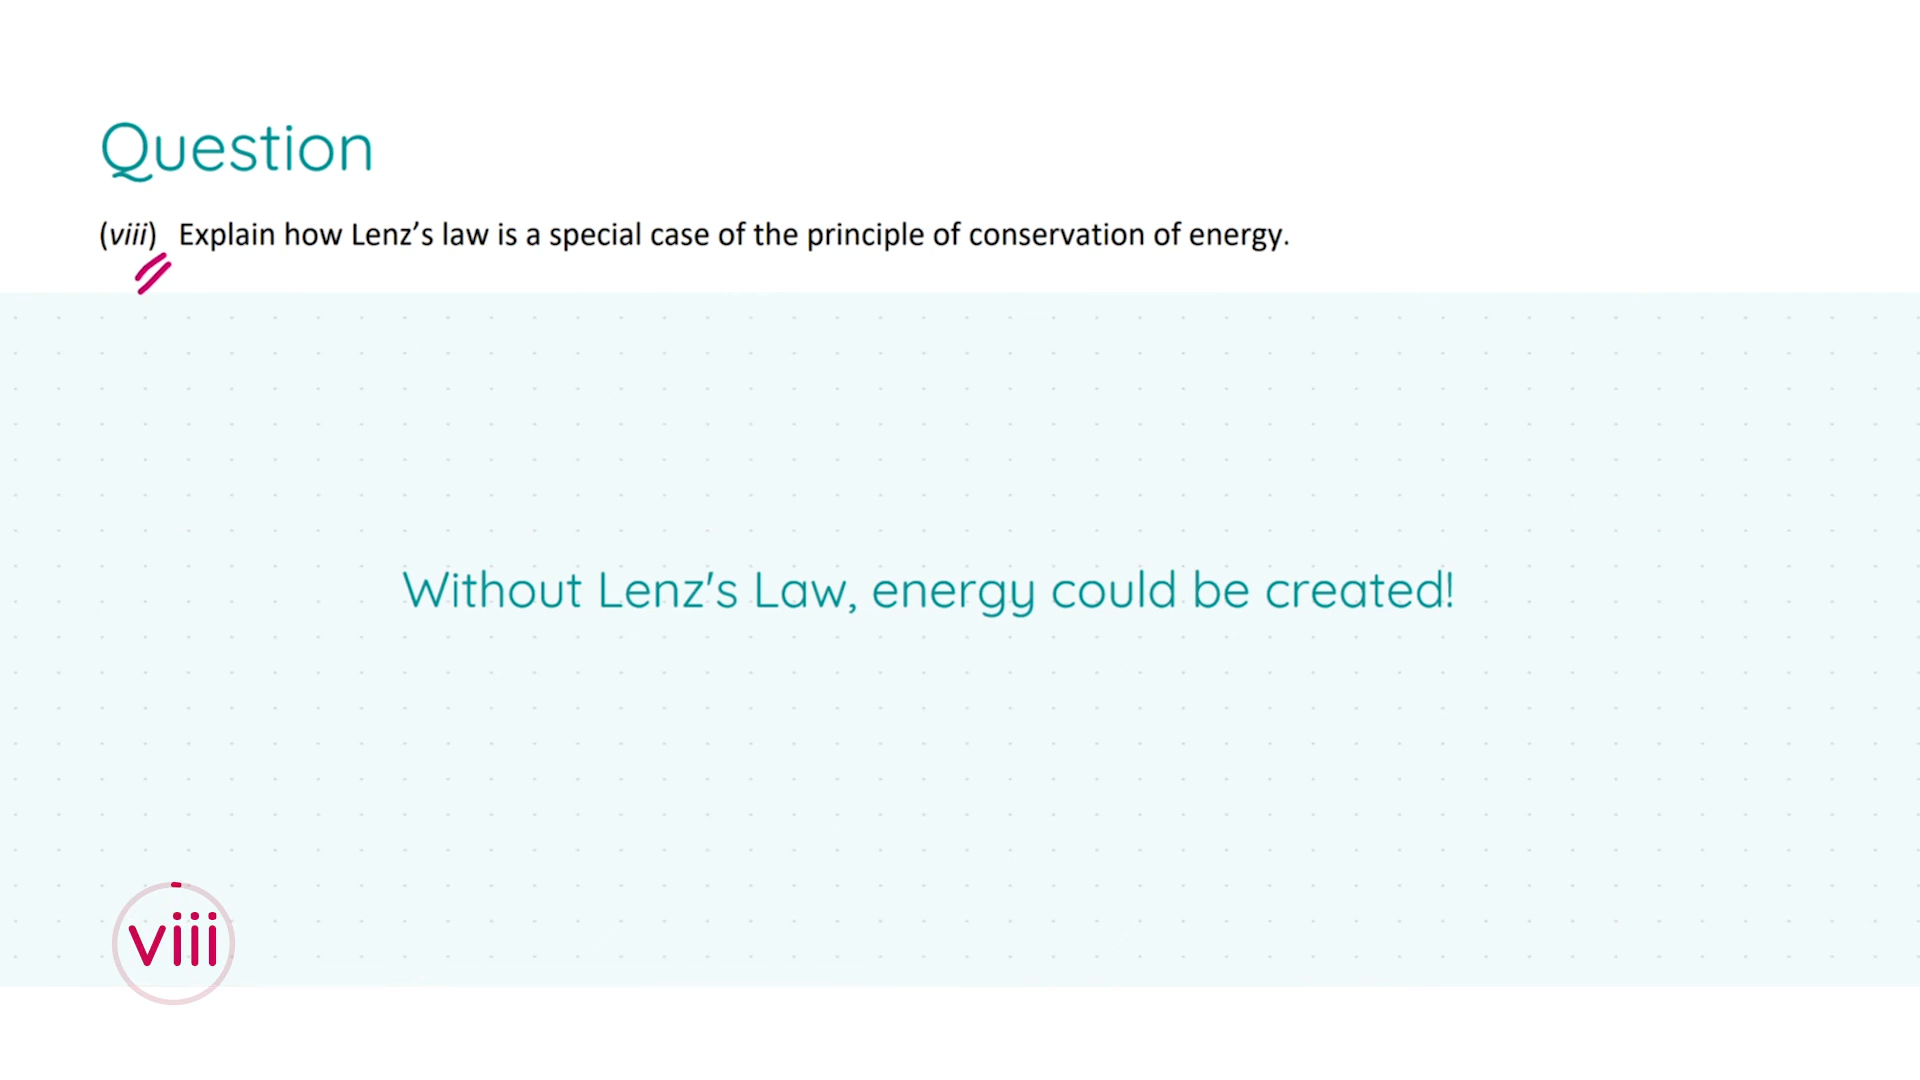 Question
(viii) Explain how Lenz’s law is a special case of the principle of conservation of energy.
Without Lenz's Law, energy could be created!
viii